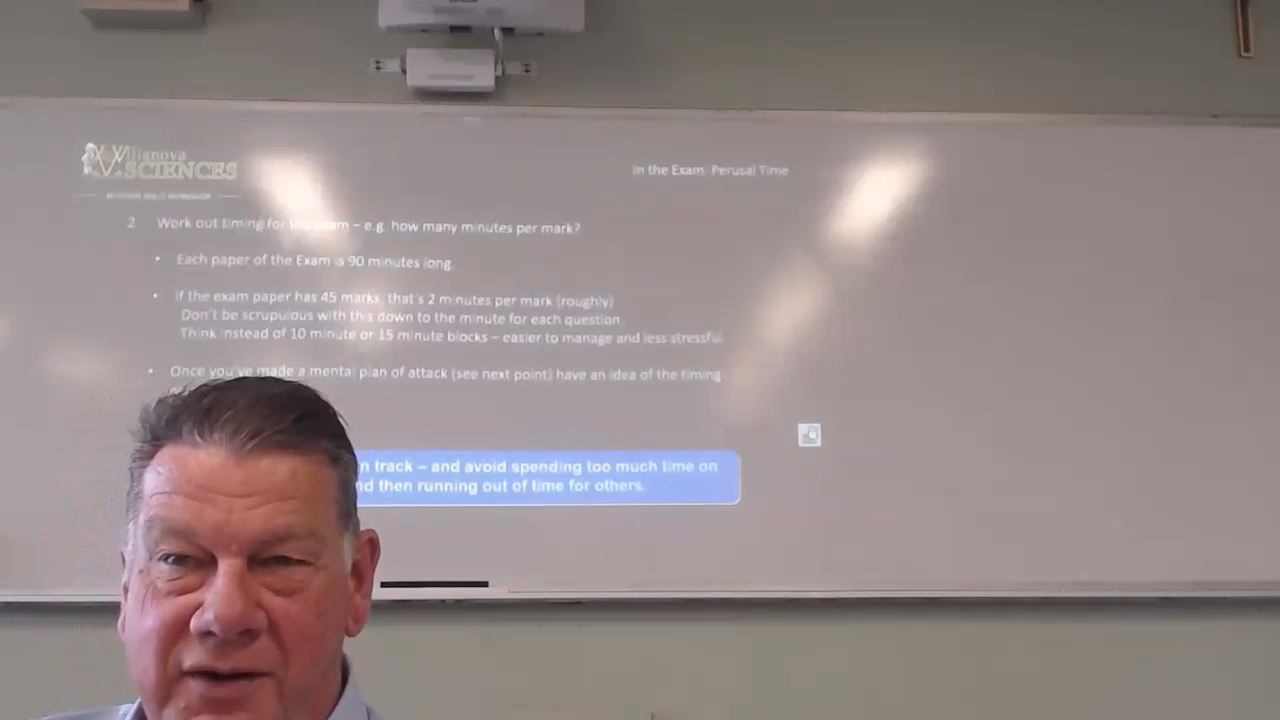 EPSON
Villanova
SCIENCES
In the Exam: Perusal Time
2. Work out timing for the exam – e.g. how many minutes per mark?
• Each paper of the Exam is 90 minutes long.
• If the exam paper has 45 marks, that's 2 minutes per mark (roughly)
Don't be scrupulous with this down to the minute for each question.
Think instead of 10 minute or 15 minute blocks – easier to manage and less stressful
• Once you've made a mental plan of attack (see next point) have an idea of the timing
n track – and avoid spending too much time on
nd then running out of time for others.